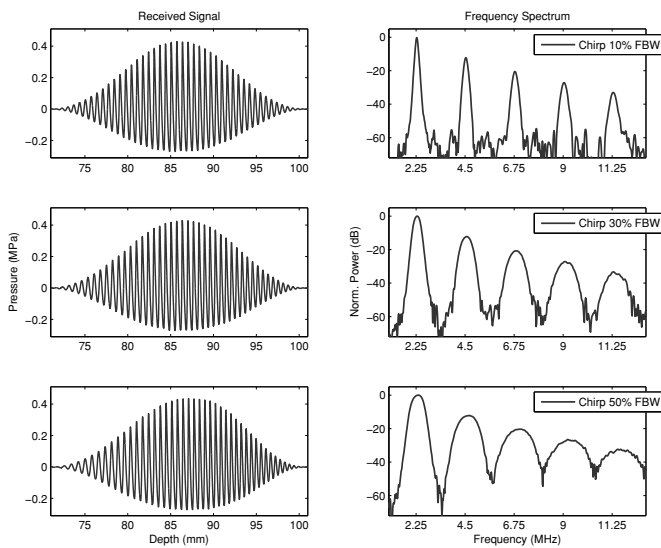 Received Signal
Frequency Spectrum
0.4
0.2
0
−0.2
75 80 85 90 95 100
0
−20
−40
−60
Chirp 10% FBW
2.25 4.5 6.75 9 11.25
Pressure (MPa)
0.4
0.2
0
−0.2
75 80 85 90 95 100
Norm. Power (dB)
0
−20
−40
−60
Chirp 30% FBW
2.25 4.5 6.75 9 11.25
0.4
0.2
0
−0.2
75 80 85 90 95 100
Depth (mm)
0
−20
−40
−60
Chirp 50% FBW
2.25 4.5 6.75 9 11.25
Frequency (MHz)